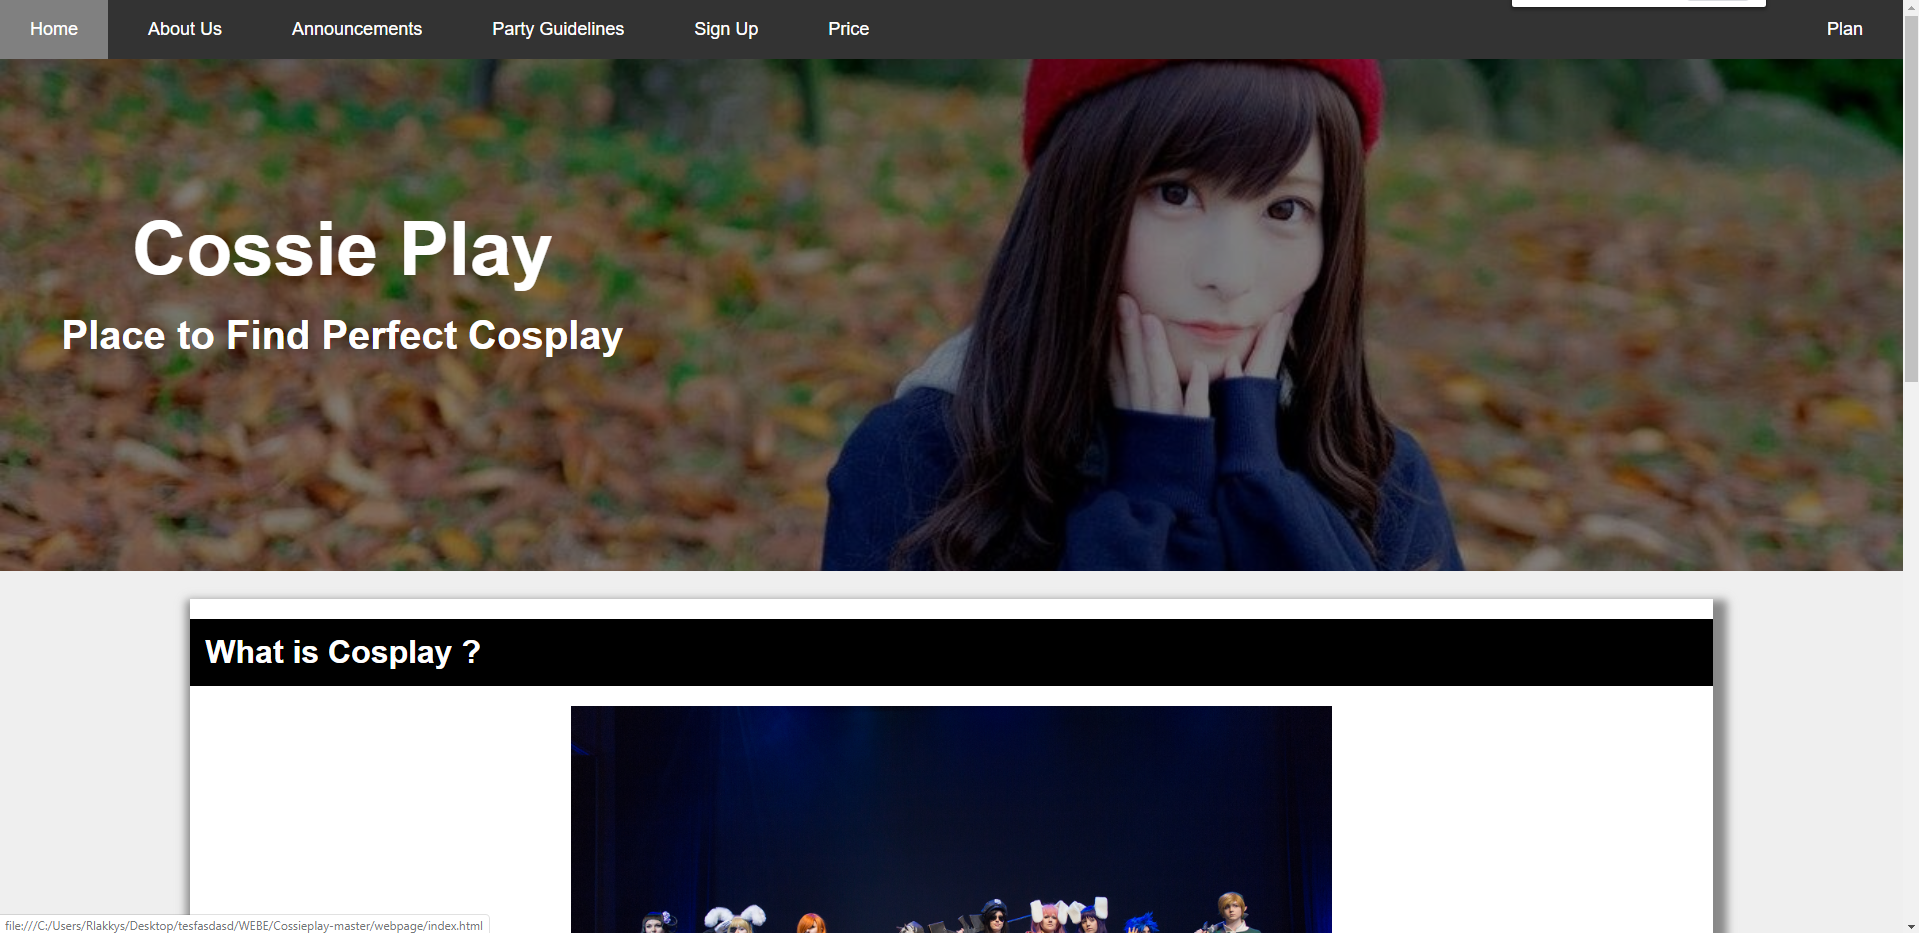 Home About Us Announcements Party Guidelines Sign Up Price Plan
Cossie Play
Place to Find Perfect Cosplay
What is Cosplay ?
file:///C:/Users/Rlakkys/Desktop/tesfasdasd/WEBE/Cossieplay-master/webpage/index.html